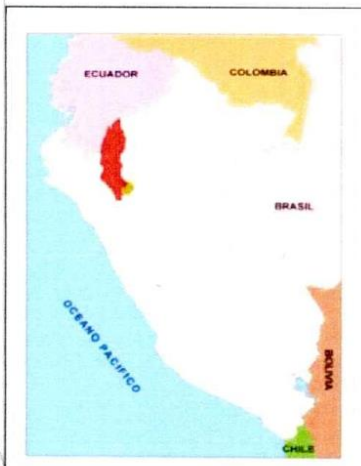 ECUADOR
COLOMBIA
BRASIL
OCEANO PACIFICO
BOLIVIA
CHILE